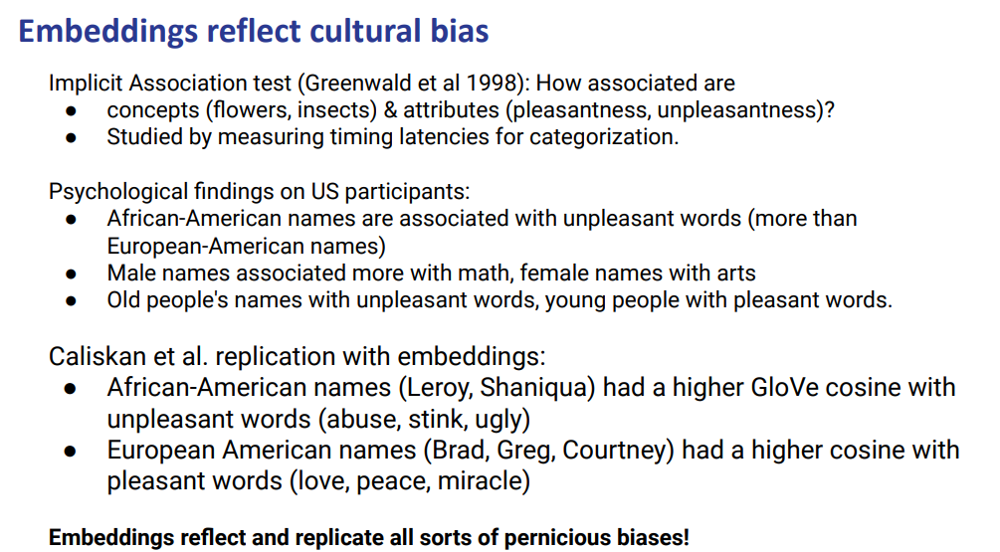 Embeddings reflect cultural bias
Implicit Association test (Greenwald et al 1998): How associated are
● concepts (flowers, insects) & attributes (pleasantness, unpleasantness)?
● Studied by measuring timing latencies for categorization.
Psychological findings on US participants:
● African-American names are associated with unpleasant words (more than
European-American names)
● Male names associated more with math, female names with arts
● Old people's names with unpleasant words, young people with pleasant words.
Caliskan et al. replication with embeddings:
● African-American names (Leroy, Shaniqua) had a higher GloVe cosine with
unpleasant words (abuse, stink, ugly)
● European American names (Brad, Greg, Courtney) had a higher cosine with
pleasant words (love, peace, miracle)
Embeddings reflect and replicate all sorts of pernicious biases!